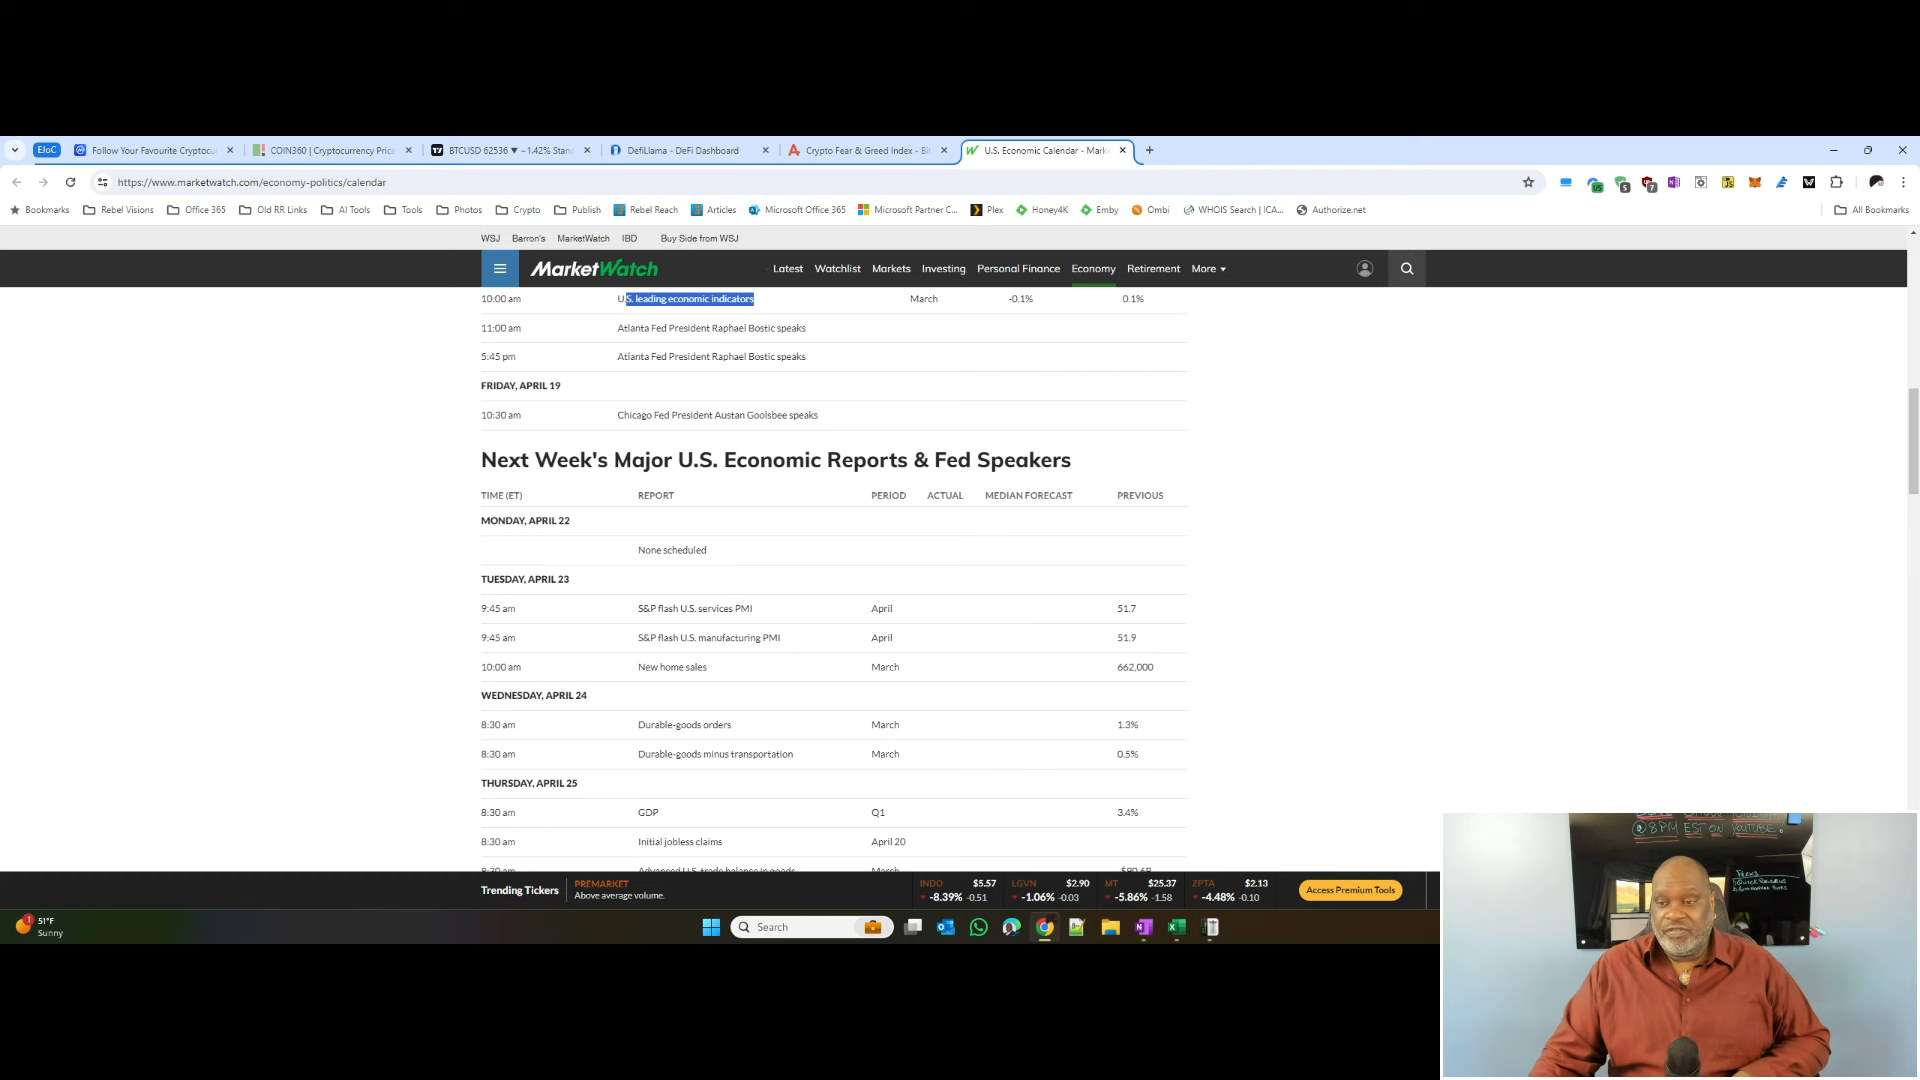 EJoC
Follow Your Favourite Cryptocu
COIN360 | Cryptocurrency Price
BTCUSD 62536 ▼ −1.42% Stan
DefiLlama - DeFi Dashboard
Crypto Fear & Greed Index - Bit
U.S. Economic Calendar - Marke
https://www.marketwatch.com/economy-politics/calendar
Bookmarks Rebel Visions Office 365 Old RR Links AI Tools Tools Photos Crypto Publish Rebel Reach Articles Microsoft Office 365 Microsoft Partner C... Plex Honey4K Emby Ombi WHOIS Search | ICA... Authorize.net All Bookmarks
WSJ Barron's MarketWatch IBD Buy Side from WSJ
MarketWatch Latest Watchlist Markets Investing Personal Finance Economy Retirement More
10:00 am U.S. leading economic indicators March -0.1% 0.1%
11:00 am Atlanta Fed President Raphael Bostic speaks
5:45 pm Atlanta Fed President Raphael Bostic speaks
FRIDAY, APRIL 19
10:30 am Chicago Fed President Austan Goolsbee speaks
Next Week's Major U.S. Economic Reports & Fed Speakers
TIME (ET) REPORT PERIOD ACTUAL MEDIAN FORECAST PREVIOUS
MONDAY, APRIL 22
None scheduled
TUESDAY, APRIL 23
9:45 am S&P flash U.S. services PMI April 51.7
9:45 am S&P flash U.S. manufacturing PMI April 51.9
10:00 am New home sales March 662,000
WEDNESDAY, APRIL 24
8:30 am Durable-goods orders March 1.3%
8:30 am Durable-goods minus transportation March 0.5%
THURSDAY, APRIL 25
8:30 am GDP Q1 3.4%
8:30 am Initial jobless claims April 20
8:30 am Advanced U.S. trade balance in goods March
@8PM EST ON YOUTUBE!
Trending Tickers
PREMARKET
Above average volume.
INDO $5.57
-8.39% -0.51
LGVN $2.90
-1.06% -0.03
MT $25.37
-5.86% -1.58
ZPTA $2.13
-4.48% -0.10
Access Premium Tools
1
51°F
Sunny
Search